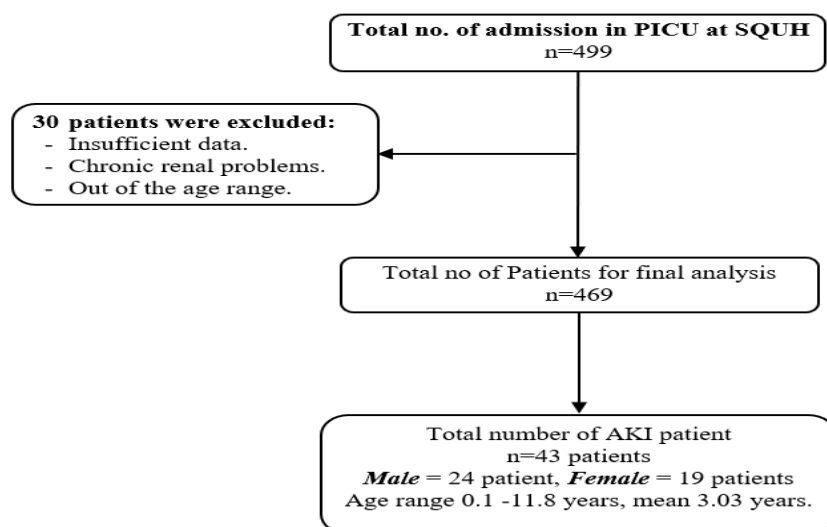 Total no. of admission in PICU at SQUH
n=499
30 patients were excluded:
- Insufficient data.
- Chronic renal problems.
- Out of the age range.
Total no of Patients for final analysis
n=469
Total number of AKI patient
n=43 patients
Male = 24 patient, Female = 19 patients
Age range 0.1 -11.8 years, mean 3.03 years.